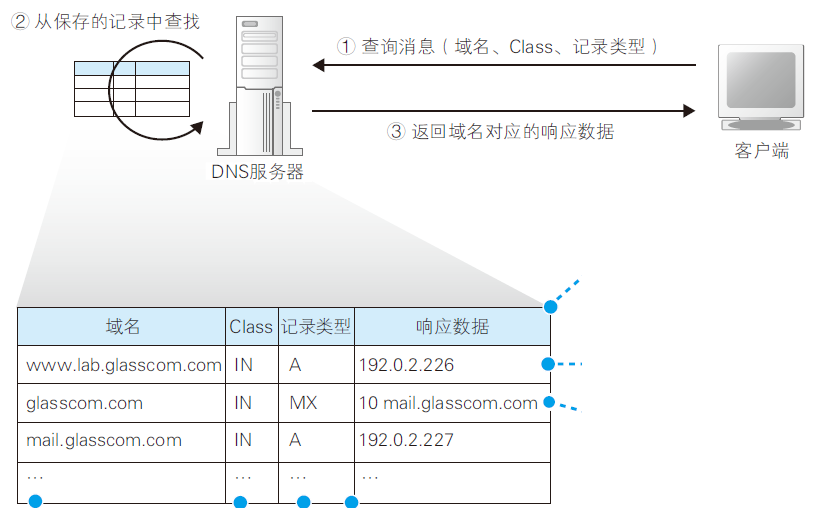 ② 从保存的记录中查找
① 查询消息（域名、Class、记录类型）
③ 返回域名对应的响应数据
DNS服务器
客户端
域名 Class 记录类型 响应数据
www.lab.glasscom.com IN A 192.0.2.226
glasscom.com IN MX 10 mail.glasscom.com
mail.glasscom.com IN A 192.0.2.227
… … … …